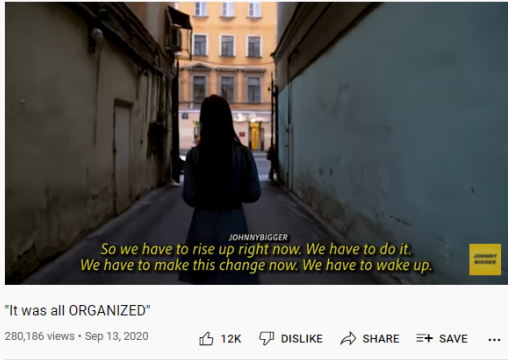 JOHNNYBIGGER
So we have to rise up right now. We have to do it.
We have to make this change now. We have to wake up.
JOHNNY
BIGGER
"It was all ORGANIZED"
280,186 views • Sep 13, 2020
12K DISLIKE SHARE SAVE